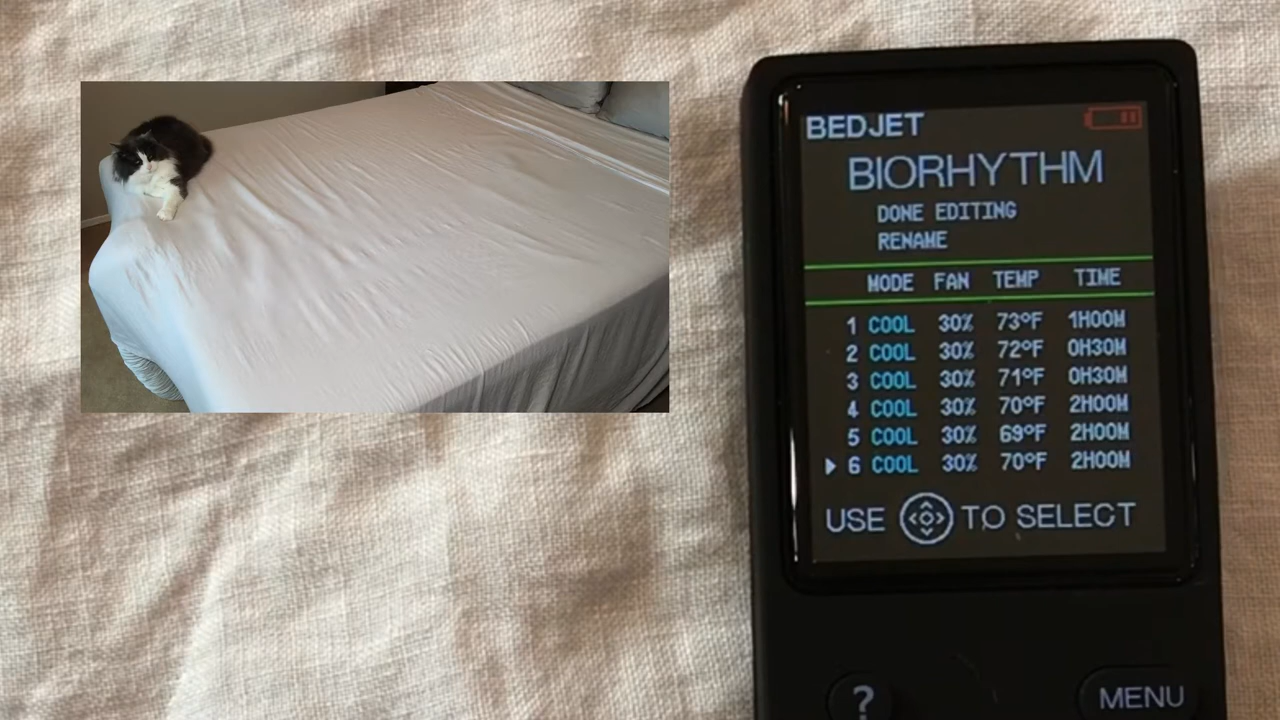 BEDJET
BIORHYTHM
DONE EDITING
RENAME
MODE FAN TEMP TIME
1 COOL 30% 73°F 1H00M
2 COOL 30% 72°F 0H30M
3 COOL 30% 71°F 0H30M
4 COOL 30% 70°F 2H00M
5 COOL 30% 69°F 2H00M
6 COOL 30% 70°F 2H00M
USE TO SELECT
? MENU